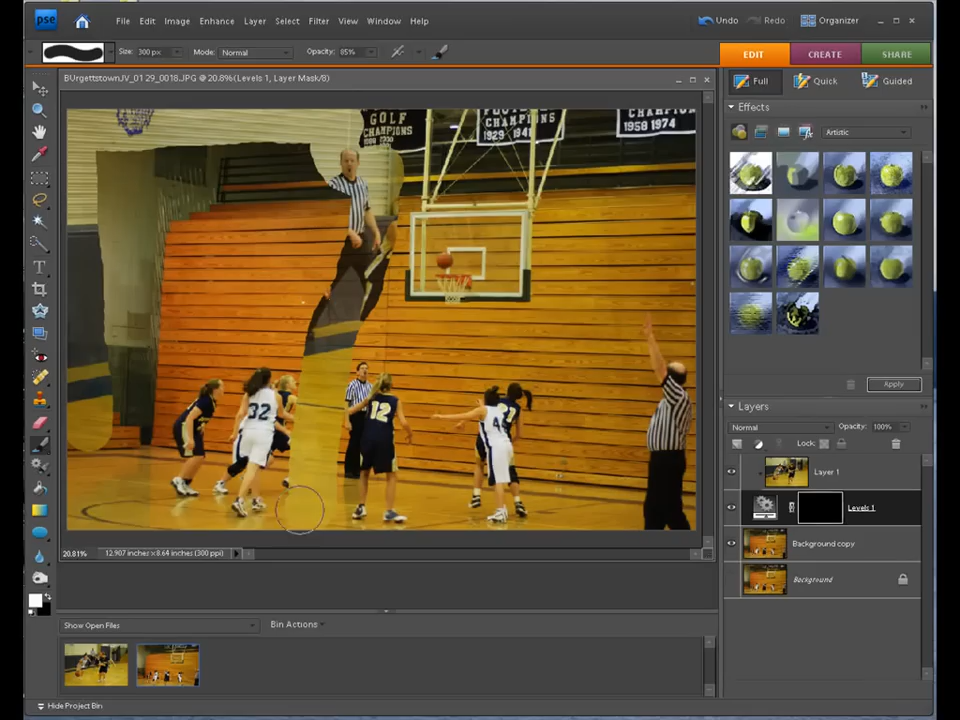 pse File Edit Image Enhance Layer Select Filter View Window Help Undo Redo Organizer
Size: 300 px Mode: Normal Opacity: 85% EDIT CREATE SHARE
BUrgettstownJV_01 29_0018.JPG @ 20.8%(Levels 1, Layer Mask/8)
Full Quick Guided
Effects
Artistic
GOLF
CHAMPIONS
1929 1941
CHAMPIONS
1958 1974
32
12
Apply
Layers
Normal Opacity: 100%
Lock:
Layer 1
Levels 1
Background copy
Background
20.81% 12.907 inches x 8.64 inches (300 ppi)
Show Open Files Bin Actions
Hide Project Bin